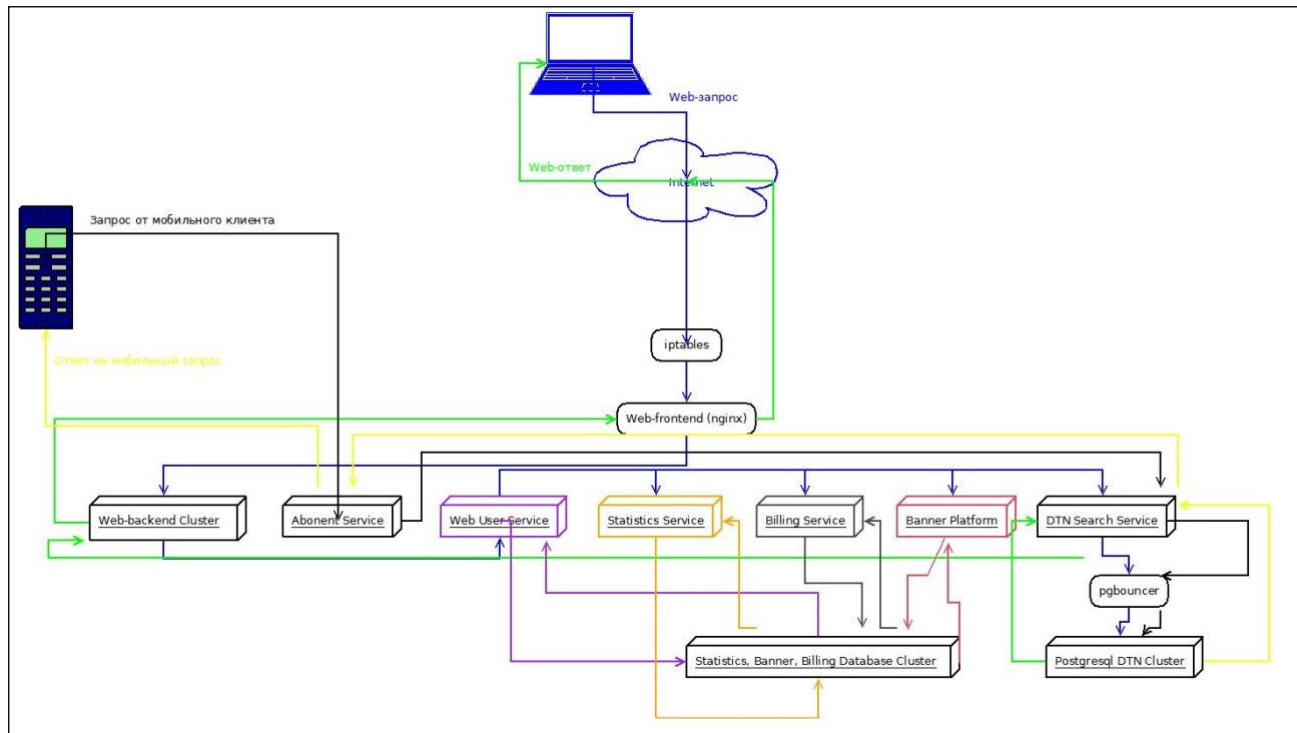 Web-запрос
Web-ответ
Internet
Запрос от мобильного клиента
iptables
Ответ на мобильный запрос
Web-frontend (nginx)
Web-backend Cluster
Abonent Service
Web User Service
Statistics Service
Billing Service
Banner Platform
DTN Search Service
pgbouncer
Statistics, Banner, Billing Database Cluster
Postgresql DTN Cluster